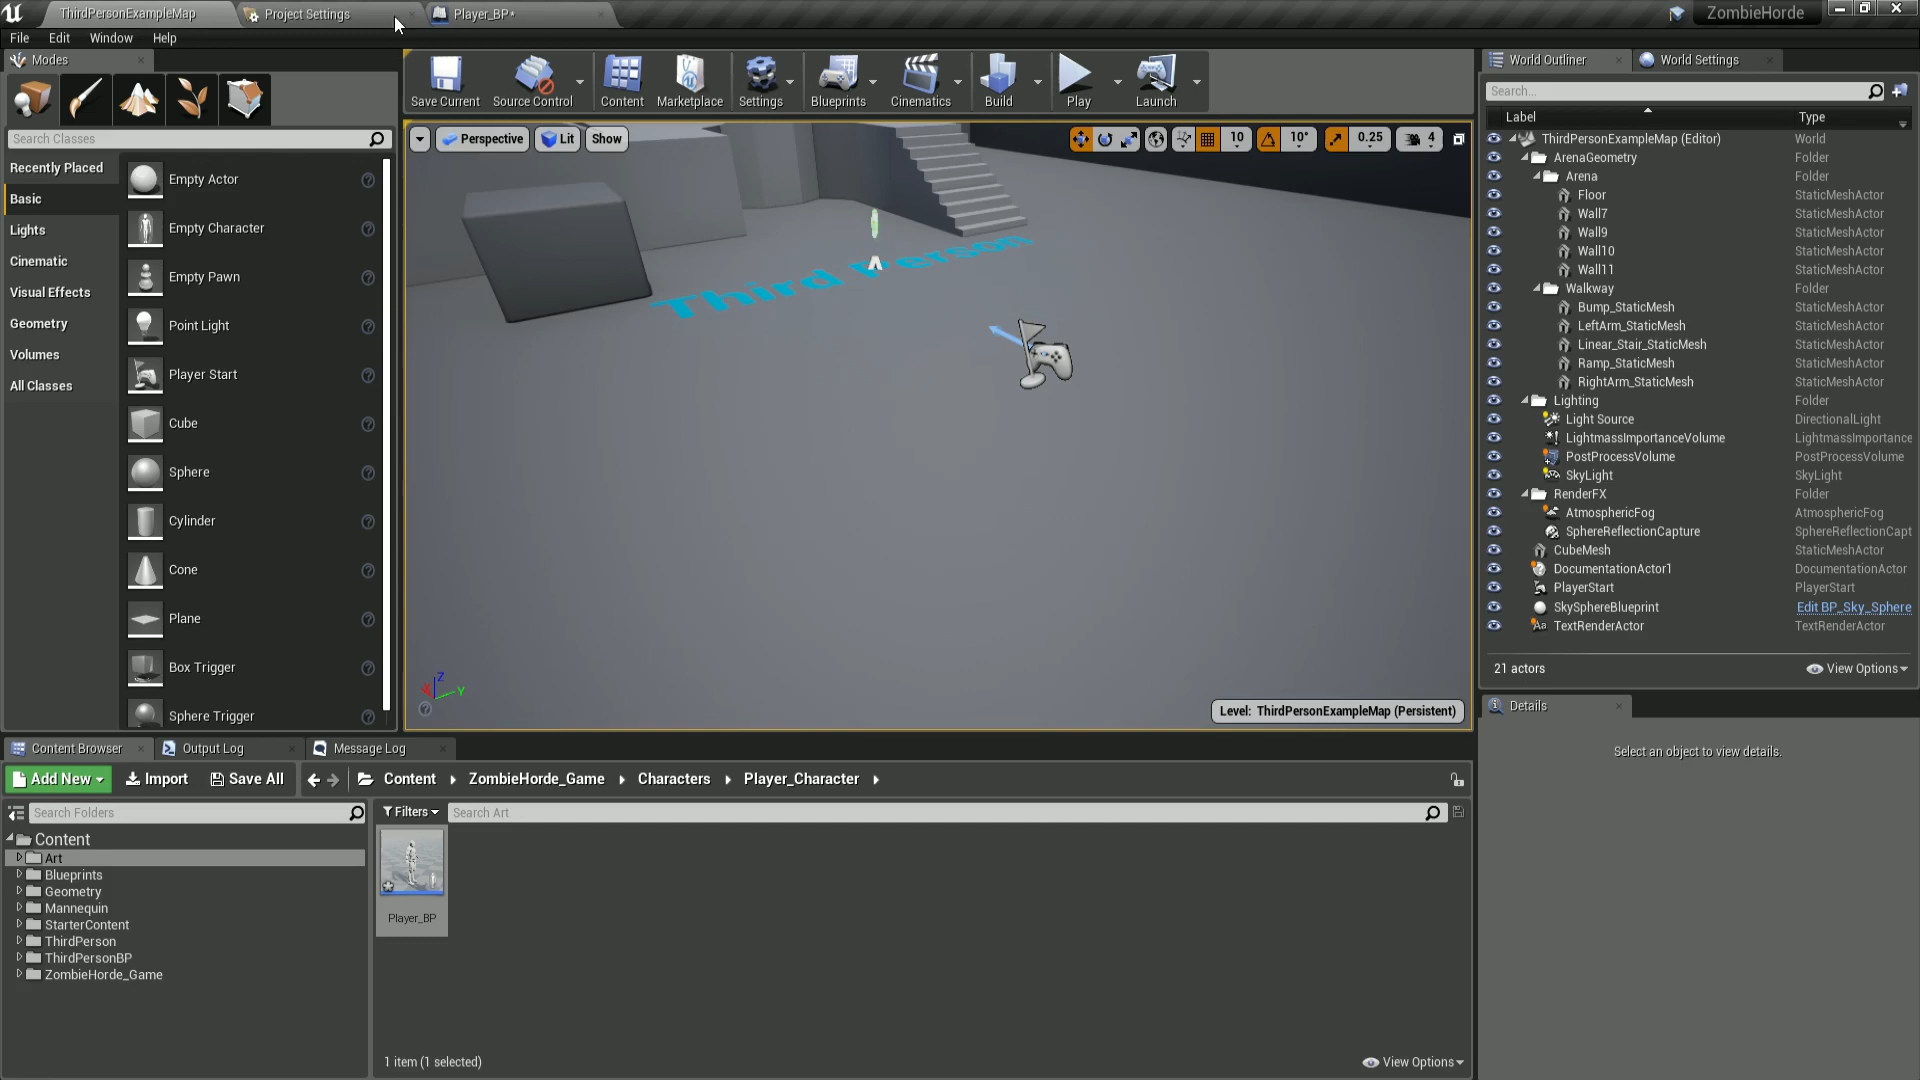 ThirdPersonExampleMap
Project Settings
Player_BP*
ZombieHorde
File Edit Window Help
Modes
Search Classes
Recently Placed
Basic
Lights
Cinematic
Visual Effects
Geometry
Volumes
All Classes
Empty Actor
Empty Character
Empty Pawn
Point Light
Player Start
Cube
Sphere
Cylinder
Cone
Plane
Box Trigger
Sphere Trigger
Save Current
Source Control
Content
Marketplace
Settings
Blueprints
Cinematics
Build
Play
Launch
Perspective
Lit
Show
10
10°
0.25
4
Third Person
X
Y
Z
Level: ThirdPersonExampleMap (Persistent)
World Outliner
World Settings
Search...
Label Type
ThirdPersonExampleMap (Editor) World
ArenaGeometry Folder
Arena Folder
Floor StaticMeshActor
Wall7 StaticMeshActor
Wall9 StaticMeshActor
Wall10 StaticMeshActor
Wall11 StaticMeshActor
Walkway Folder
Bump_StaticMesh StaticMeshActor
LeftArm_StaticMesh StaticMeshActor
Linear_Stair_StaticMesh StaticMeshActor
Ramp_StaticMesh StaticMeshActor
RightArm_StaticMesh StaticMeshActor
Lighting Folder
Light Source DirectionalLight
LightmassImportanceVolume LightmassImportance
PostProcessVolume PostProcessVolume
SkyLight SkyLight
RenderFX Folder
AtmosphericFog AtmosphericFog
SphereReflectionCapture SphereReflectionCapt
CubeMesh StaticMeshActor
DocumentationActor1 DocumentationActor
PlayerStart PlayerStart
SkySphereBlueprint Edit BP_Sky_Sphere
TextRenderActor TextRenderActor
21 actors
View Options
Details
Select an object to view details.
Content Browser
Output Log
Message Log
Add New
Import
Save All
Content
ZombieHorde_Game
Characters
Player_Character
Search Folders
Filters
Search Art
Content
Art
Blueprints
Geometry
Mannequin
StarterContent
ThirdPerson
ThirdPersonBP
ZombieHorde_Game
Player_BP
1 item (1 selected)
View Options